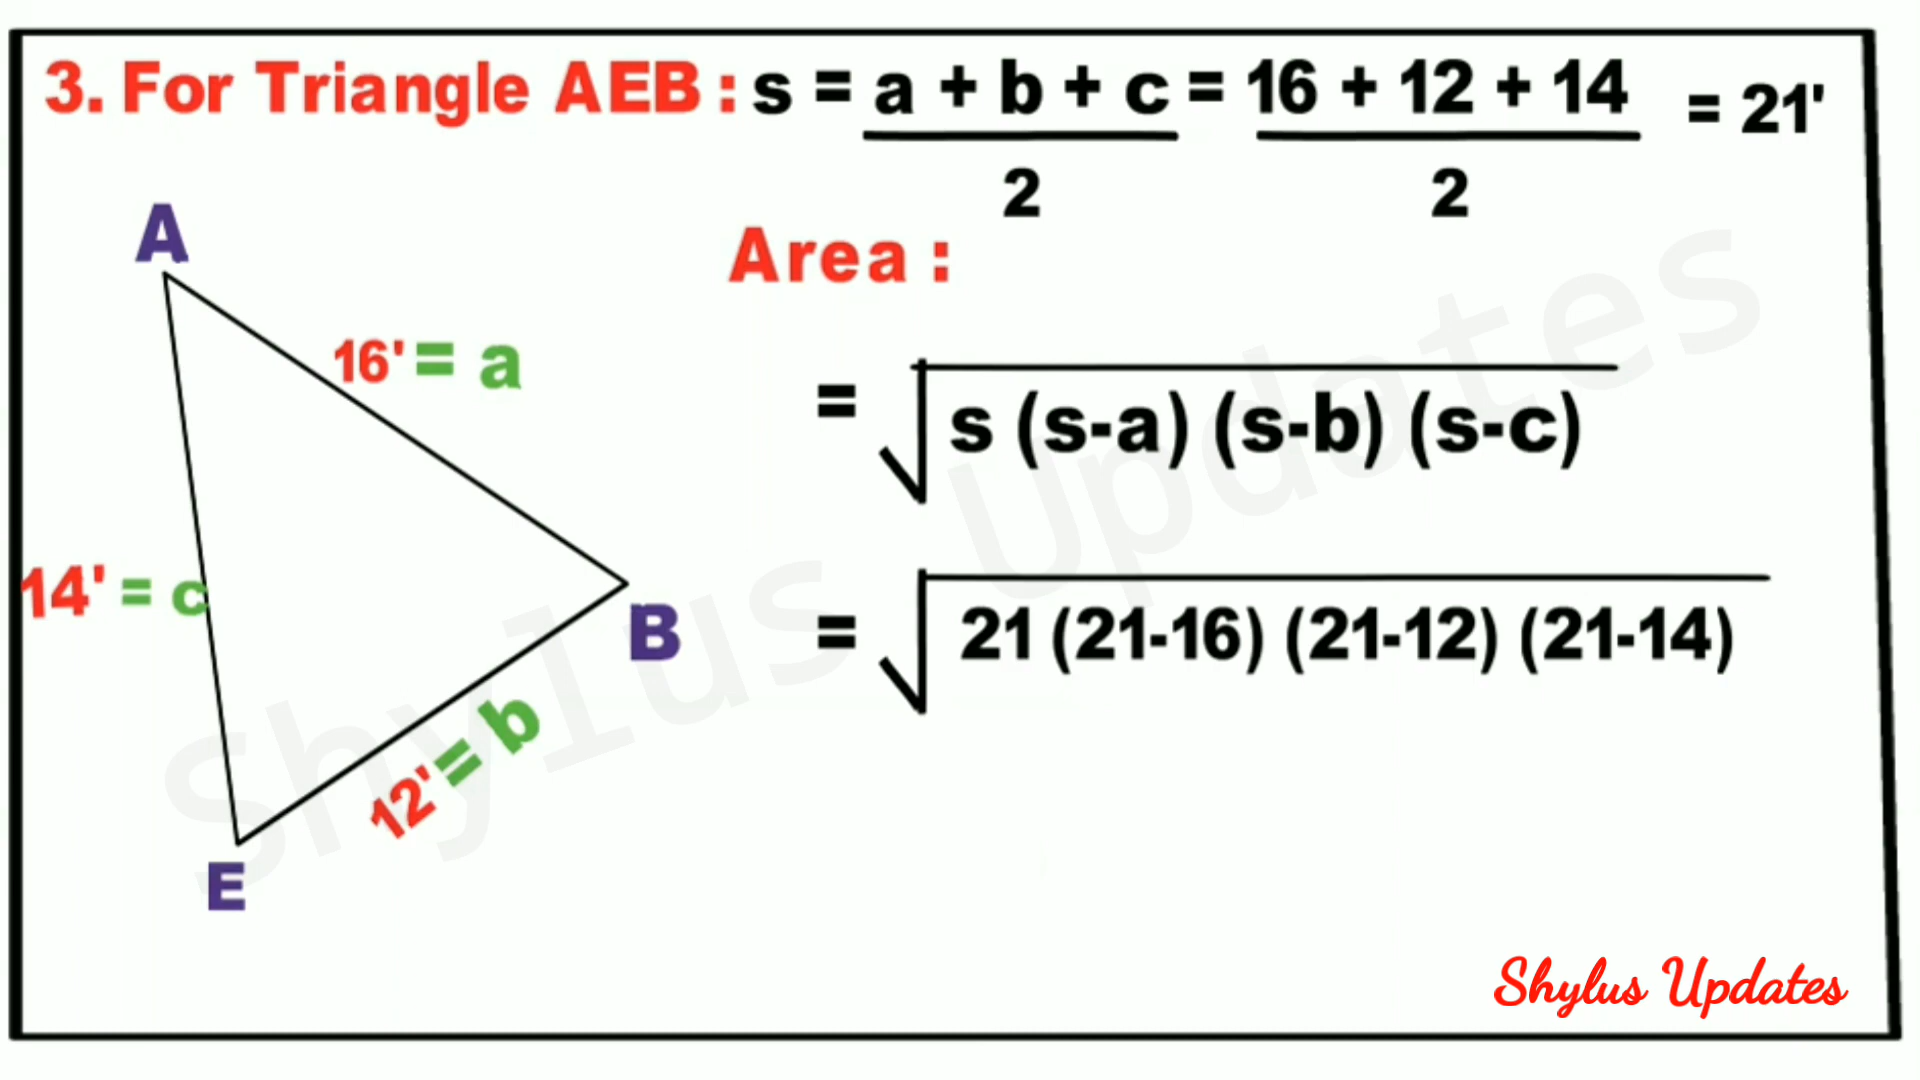 3. For Triangle AEB : s = a + b + c = 16 + 12 + 14 = 21'
2 2
A
Area :
16' = a
= √ s (s-a) (s-b) (s-c)
14' = c
B
= √ 21 (21-16) (21-12) (21-14)
12' = b
E
Shylus Updates
Shylus Updates